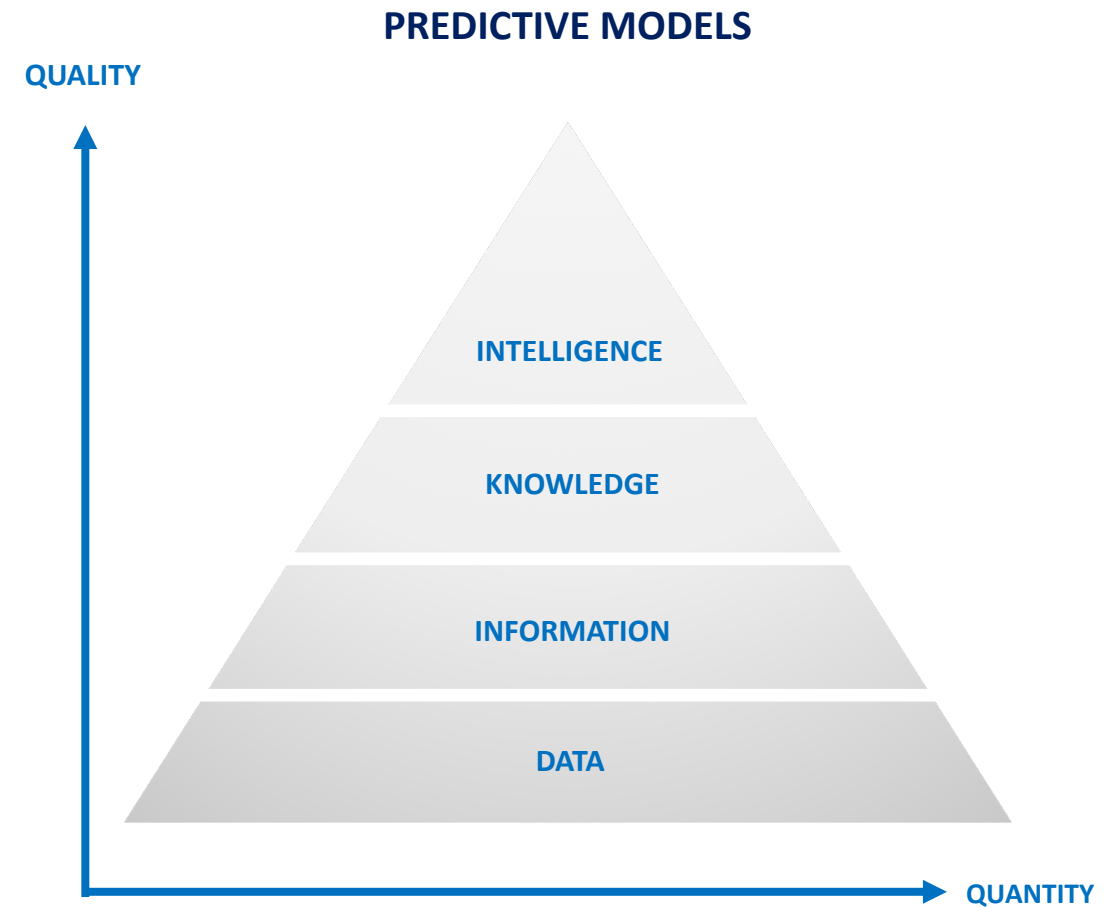 PREDICTIVE MODELS
QUALITY
INTELLIGENCE
KNOWLEDGE
INFORMATION
DATA
QUANTITY